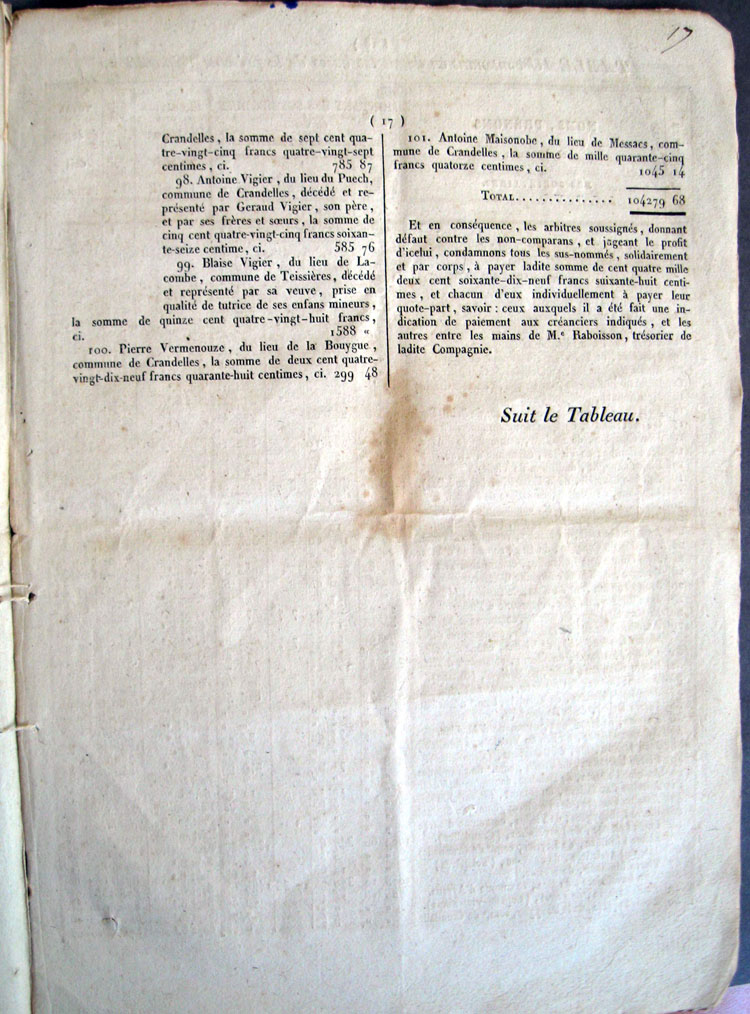 17
( 17 )
Crandelles, la somme de sept cent qua-
tre-vingt-cinq francs quatre-vingt-sept
centimes, ci. 785 87
98. Antoine Vigier, du lieu du Puech,
commune de Crandelles, décédé et re-
présenté par Geraud Vigier, son père,
et par ses frères et sœurs, la somme de
cinq cent quatre-vingt-cinq francs soixan-
te-seize centime, ci. 585 76
99. Blaise Vigier, du lieu de La-
combe, commune de Teissières, décédé
et représenté par sa veuve, prise en
qualité de tutrice de ses enfans mineurs,
la somme de quinze cent quatre-vingt-huit francs,
ci. 1588 «
100. Pierre Vermenouze, du lieu de la Bouygue,
commune de Crandelles, la somme de deux cent quatre-
vingt-dix-neuf francs quarante-huit centimes, ci. 299 48
101. Antoine Maisonobe, du lieu de Messacs, com-
mune de Crandelles, la somme de mille quarante-cinq
francs quatorze centimes, ci. 1045 14
TOTAL.............. 104279 68
Et en conséquence, les arbitres soussignés, donnant
défaut contre les non-comparans, et jugeant le profit
d'icelui, condamnons tous les sus-nommés, solidairement
et par corps, à payer ladite somme de cent quatre mille
deux cent soixante-dix-neuf francs soixante-huit centi-
mes, et chacun d'eux individuellement à payer leur
quote-part, savoir : ceux auxquels il a été fait une in-
dication de paiement aux créanciers indiqués, et les
autres entre les mains de M.e Raboisson, trésorier de
ladite Compagnie.
Suit le Tableau.